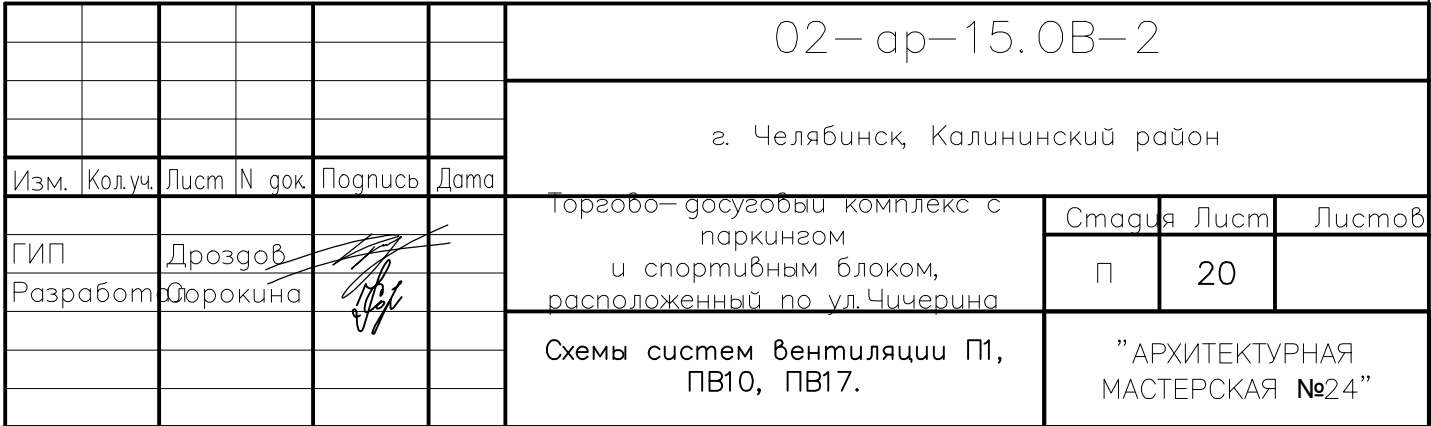 02-ар-15.ОВ-2
г. Челябинск, Калининский район
Изм. Кол.уч. Лист N док. Подпись Дата
Торгово-досуговый комплекс с
паркингом
и спортивным блоком,
расположенный по ул.Чичерина
Стадия Лист Листов
ГИП Дроздов
П 20
Разработал Сорокина
Схемы систем вентиляции П1,
ПВ10, ПВ17.
"АРХИТЕКТУРНАЯ
МАСТЕРСКАЯ №24"